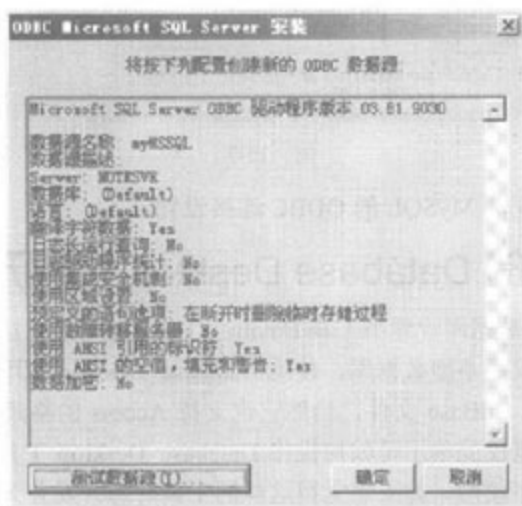 ODBC Microsoft SQL Server 安装
将按下列配置创建新的 ODBC 数据源
Microsoft SQL Server ODBC 驱动程序版本 03.81.9030
数据源名称: myMSSQL
数据源描述:
Server: NOTESVR
数据库: (Default)
语言: (Default)
翻译字符数据: Yes
日志长运行查询: No
日志驱动程序统计: No
使用集成安全机制: No
使用区域设置: No
预定义的语句选项: 在断开时删除临时存储过程
使用故障转移服务器: No
使用 ANSI 引用的标识符: Yes
使用 ANSI 的空值,填充和警告: Yes
数据加密: No
测试数据源(T)...
确定
取消
MySQL 的 ODBC
Database Des